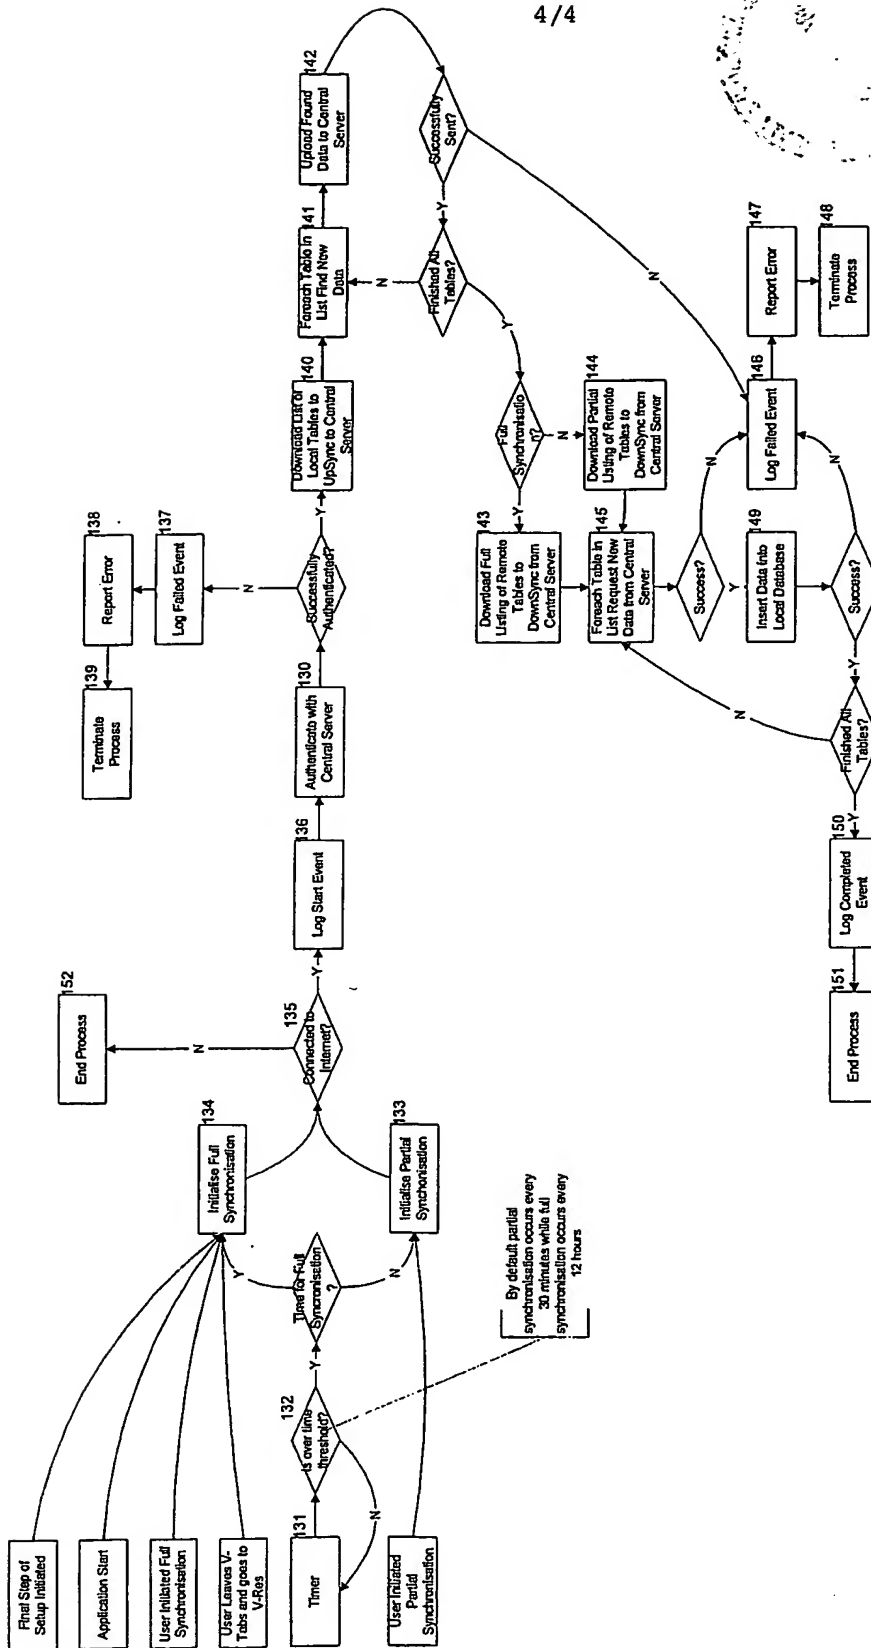 4/4
Final Step of
Setup Initiated
Application Start
User Initiated Full
Synchronisation
User Leaves V-
Tabs and goes to
V-Res
131
Timer
User Initiated
Partial
Synchronisation
132
Is over time
threshold?
N
Y
Time for Full
Syncronisation
?
Y
N
By default partial
synchronisation occurs every
30 minutes while full
synchronisation occurs every
12 hours
134
Initialise Full
Synchronisation
133
Initialise Partial
Synchronisation
135
Connected to
Internet?
N
152
End Process
Y
136
Log Start Event
130
Authenticate with
Central Server
Successfully
Authenticated?
N
137
Log Failed Event
138
Report Error
139
Terminate
Process
Y
140
Download List of
Local Tables to
UpSync to Central
Server
141
Foreach Table in
List Find New
Data
142
Upload Found
Data to Central
Server
Successfully
Sent?
Y
N
Finished All
Tables?
N
Y
Full
Synchronisatio
n?
Y
N
143
Download Full
Listing of Remote
Tables to
DownSync from
Central Server
144
Download Partial
Listing of Remote
Tables to
DownSync from
Central Server
145
Foreach Table in
List Request New
Data from Central
Server
Success?
N
Y
146
Log Failed Event
147
Report Error
148
Terminate
Process
149
Insert Data Into
Local Database
Success?
N
Y
Finished All
Tables?
N
Y
150
Log Completed
Event
151
End Process